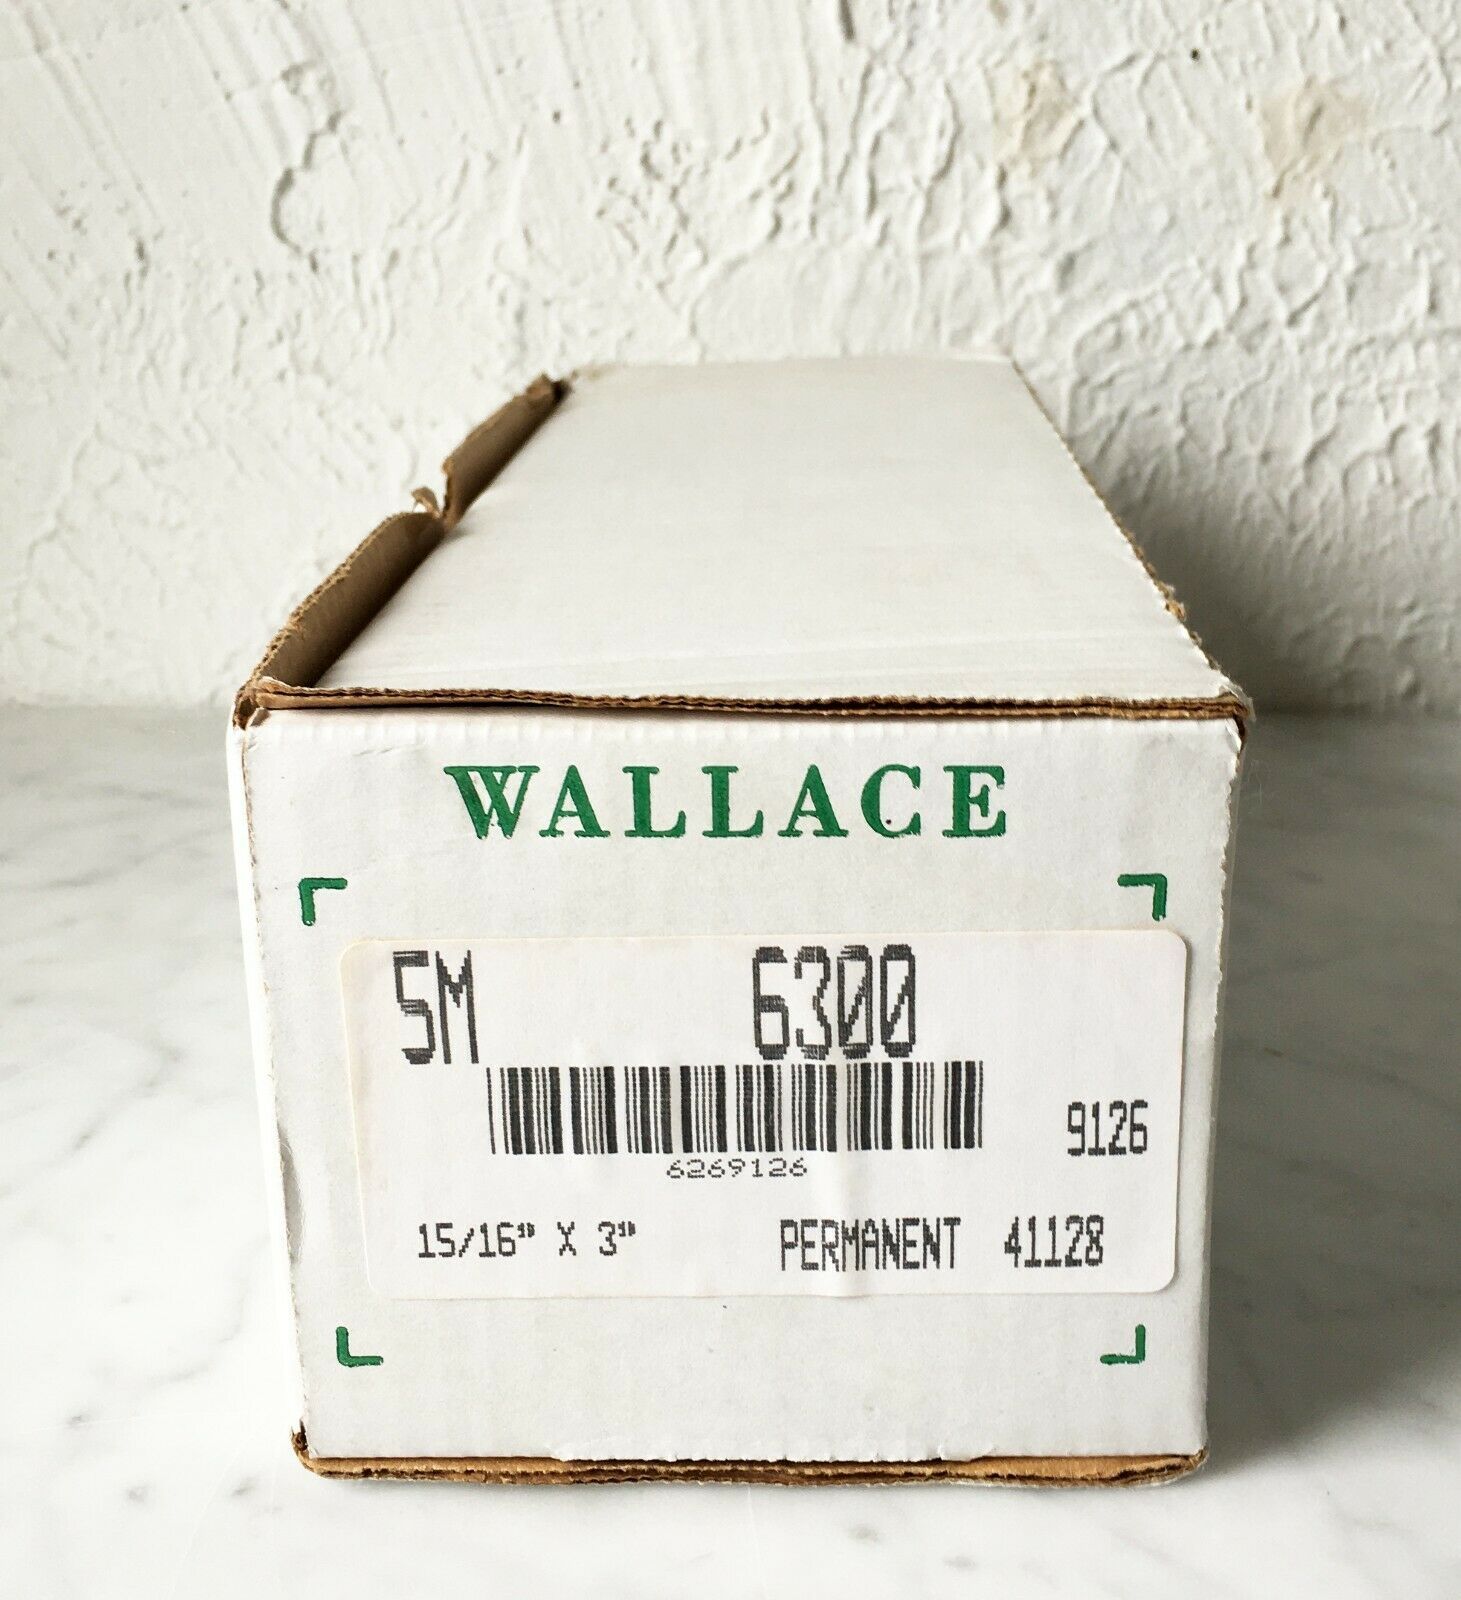 WALLACE
5M 6300
9126
6269126
15/16" X 3" PERMANENT 41128